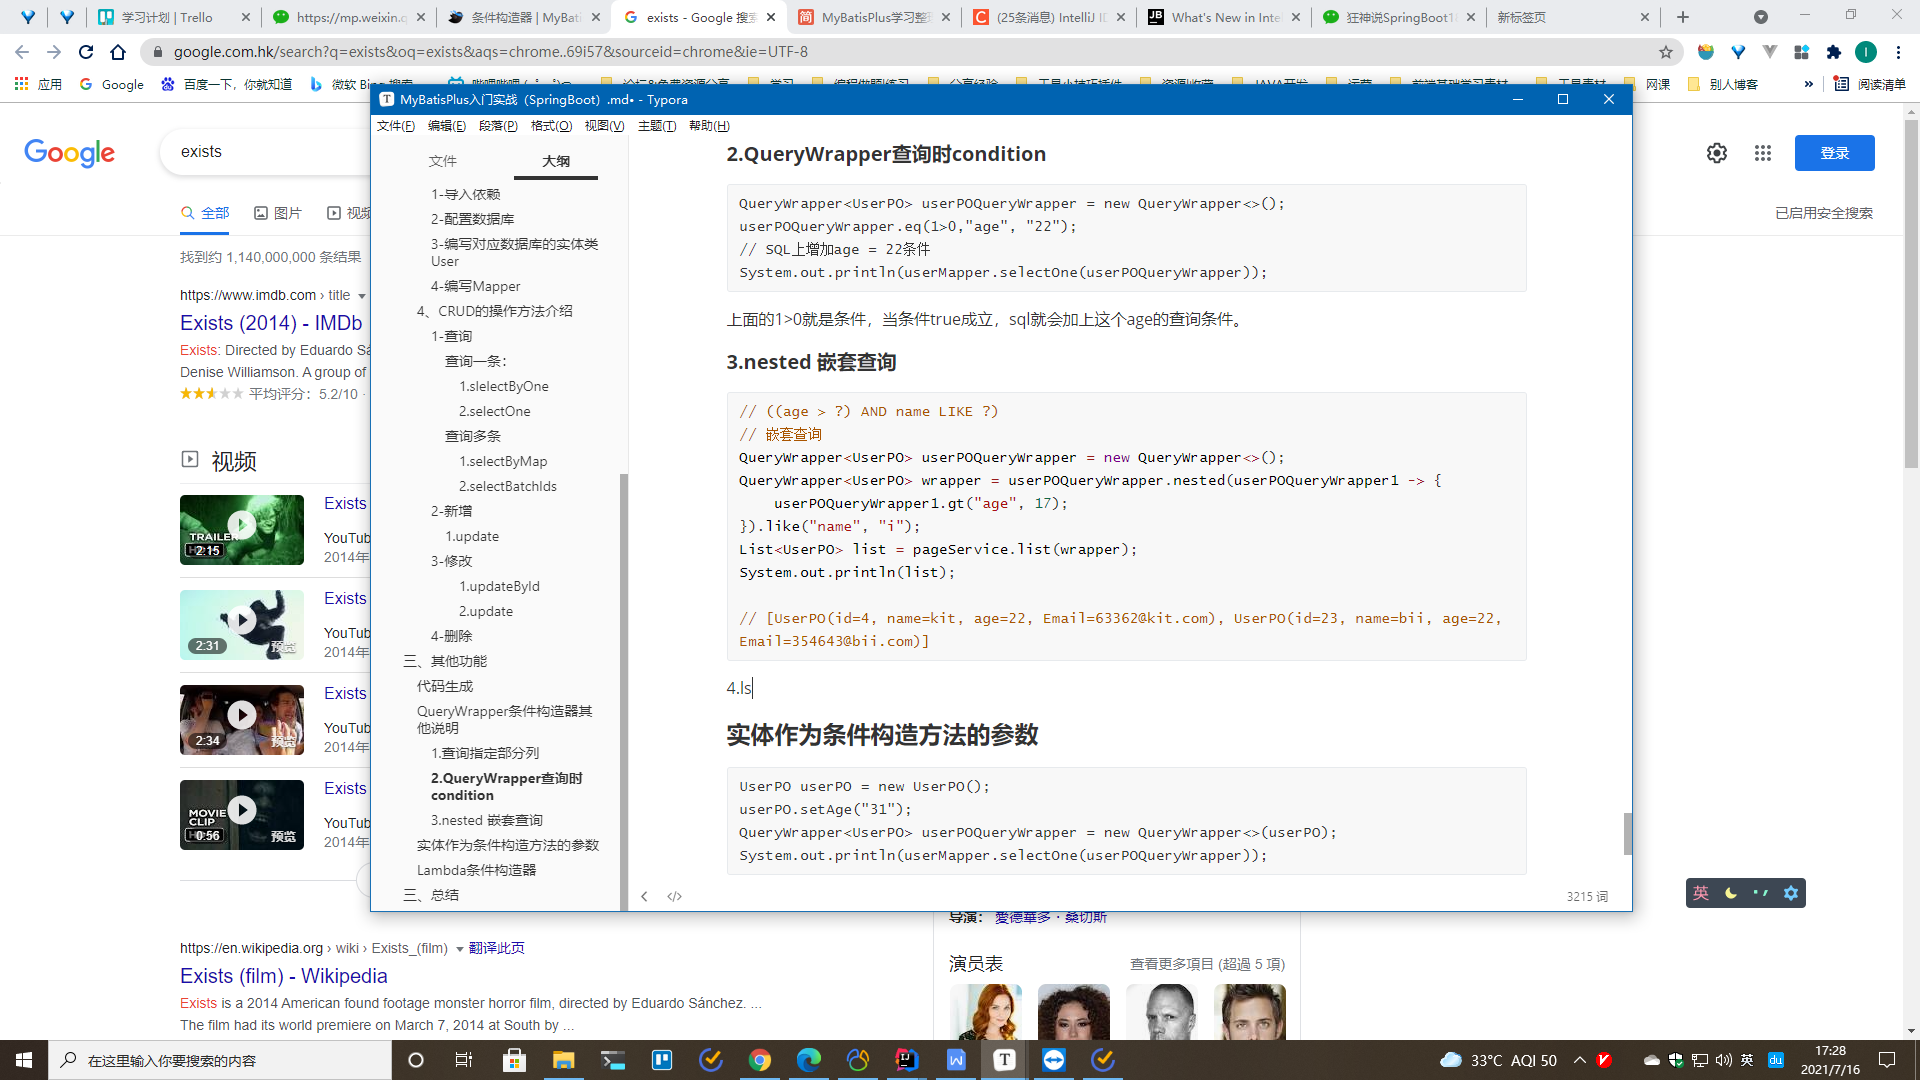 学习计划 | Trello
https://mp.weixin.q
条件构造器 | MyBati
exists - Google 搜索
MyBatisPlus学习整
(25条消息) IntelliJ ID
What's New in Inte
狂神说SpringBoot1
新标签页
google.com.hk/search?q=exists&oq=exists&aqs=chrome..69i57&sourceid=chrome&ie=UTF-8
应用
Google
百度一下，你就知道
网课
别人博客
»
阅读清单
MyBatisPlus入门实战（SpringBoot）.md• - Typora
文件(F) 编辑(E) 段落(P) 格式(O) 视图(V) 主题(T) 帮助(H)
Google
exists
登录
全部
图片
视频
已启用安全搜索
找到约 1,140,000,000 条结果
https://www.imdb.com › title
Exists (2014) - IMDb
Exists: Directed by Eduardo Sá
Denise Williamson. A group of
平均评分：5.2/10 ·
视频
TRAILER
2:15
Exists
YouTub
2014年
2:31
预览
Exists
YouTub
2014年
2:34
预览
Exists
YouTub
2014年
MOVIE
CLIP
0:56
预览
Exists
YouTub
2014年
https://en.wikipedia.org › wiki › Exists_(film)
翻译此页
Exists (film) - Wikipedia
Exists is a 2014 American found footage monster horror film, directed by Eduardo Sánchez. ...
The film had its world premiere on March 7, 2014 at South by ...
文件
大纲
1-导入依赖
2-配置数据库
3-编写对应数据库的实体类
User
4-编写Mapper
4、CRUD的操作方法介绍
1-查询
查询一条：
1.slelectByOne
2.selectOne
查询多条
1.selectByMap
2.selectBatchIds
2-新增
1.update
3-修改
1.updateById
2.update
4-删除
三、其他功能
代码生成
QueryWrapper条件构造器其
他说明
1.查询指定部分列
2.QueryWrapper查询时
condition
3.nested 嵌套查询
实体作为条件构造方法的参数
Lambda条件构造器
三、总结
2.QueryWrapper查询时condition
QueryWrapper<UserPO> userPOQueryWrapper = new QueryWrapper<>();
userPOQueryWrapper.eq(1>0,"age", "22");
// SQL上增加age = 22条件
System.out.println(userMapper.selectOne(userPOQueryWrapper));
上面的1>0就是条件，当条件true成立，sql就会加上这个age的查询条件。
3.nested 嵌套查询
// ((age > ?) AND name LIKE ?)
// 嵌套查询
QueryWrapper<UserPO> userPOQueryWrapper = new QueryWrapper<>();
QueryWrapper<UserPO> wrapper = userPOQueryWrapper.nested(userPOQueryWrapper1 -> {
userPOQueryWrapper1.gt("age", 17);
}).like("name", "i");
List<UserPO> list = pageService.list(wrapper);
System.out.println(list);
// [UserPO(id=4, name=kit, age=22, Email=63362@kit.com), UserPO(id=23, name=bii, age=22,
Email=354643@bii.com)]
4.ls
实体作为条件构造方法的参数
UserPO userPO = new UserPO();
userPO.setAge("31");
QueryWrapper<UserPO> userPOQueryWrapper = new QueryWrapper<>(userPO);
System.out.println(userMapper.selectOne(userPOQueryWrapper));
3215 词
导演： 愛德華多 · 桑切斯
演员表
查看更多項目 (超過 5 項)
英
在这里输入你要搜索的内容
33°C AQI 50
英
du
17:28
2021/7/16